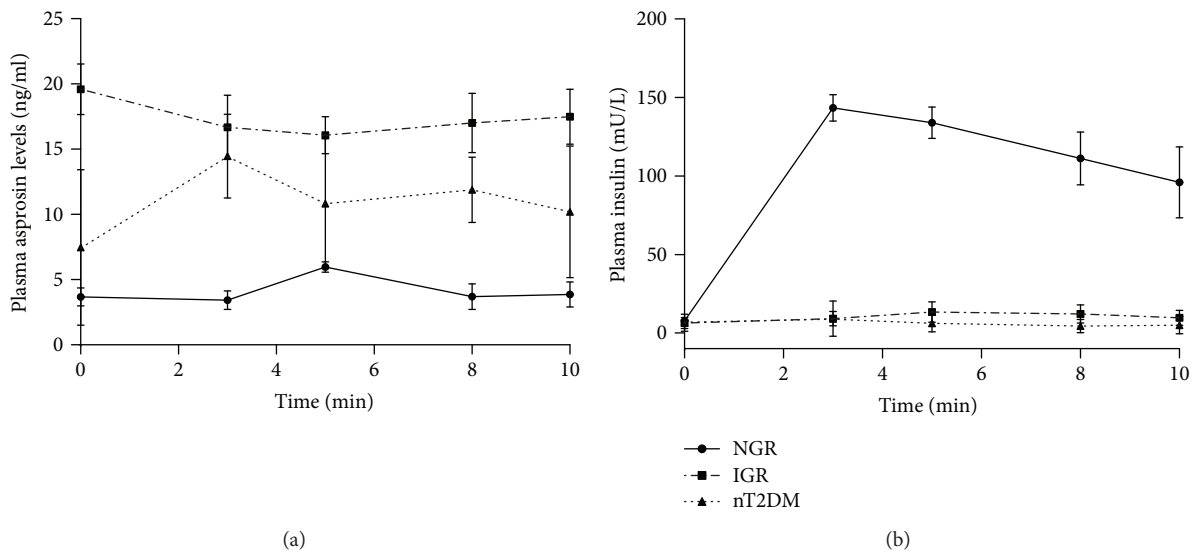 25
20
15
10
5
0
Plasma asprosin levels (ng/ml)
0 2 4 6 8 10
Time (min)
(a)
200
150
100
50
0
Plasma insulin (mU/L)
0 2 4 6 8 10
Time (min)
NGR
IGR
nT2DM
(b)